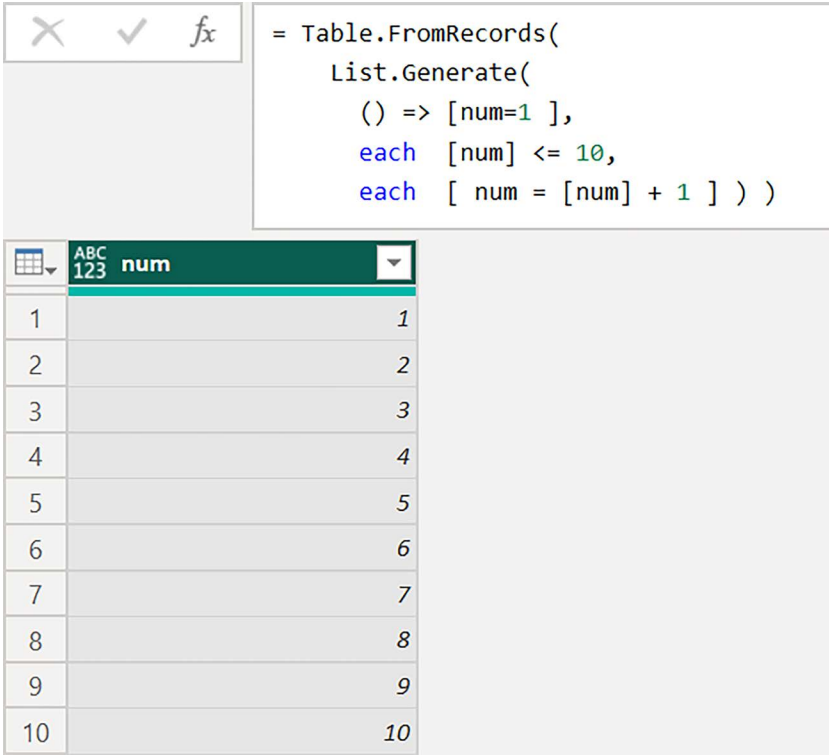 fx
= Table.FromRecords(
List.Generate(
() => [num=1 ],
each [num] <= 10,
each [ num = [num] + 1 ] ) )
ABC 123 num
1 1
2 2
3 3
4 4
5 5
6 6
7 7
8 8
9 9
10 10